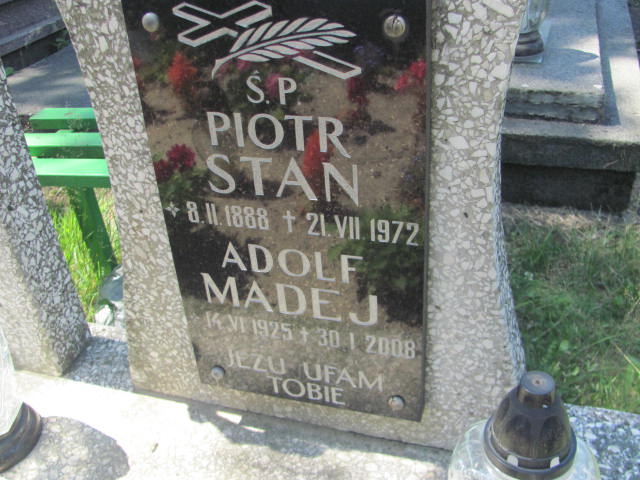 Ś.P
PIOTR
STAN
+ 8.II 1888 + 21.VII 1972
ADOLF
MADEJ
14.VI 1925 + 30.I 2008
JEZU UFAM
TOBIE